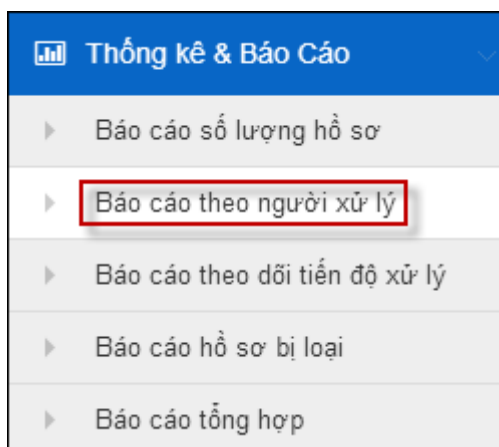 Thống kê & Báo Cáo
Báo cáo số lượng hồ sơ
Báo cáo theo người xử lý
Báo cáo theo dõi tiến độ xử lý
Báo cáo hồ sơ bị loại
Báo cáo tổng hợp